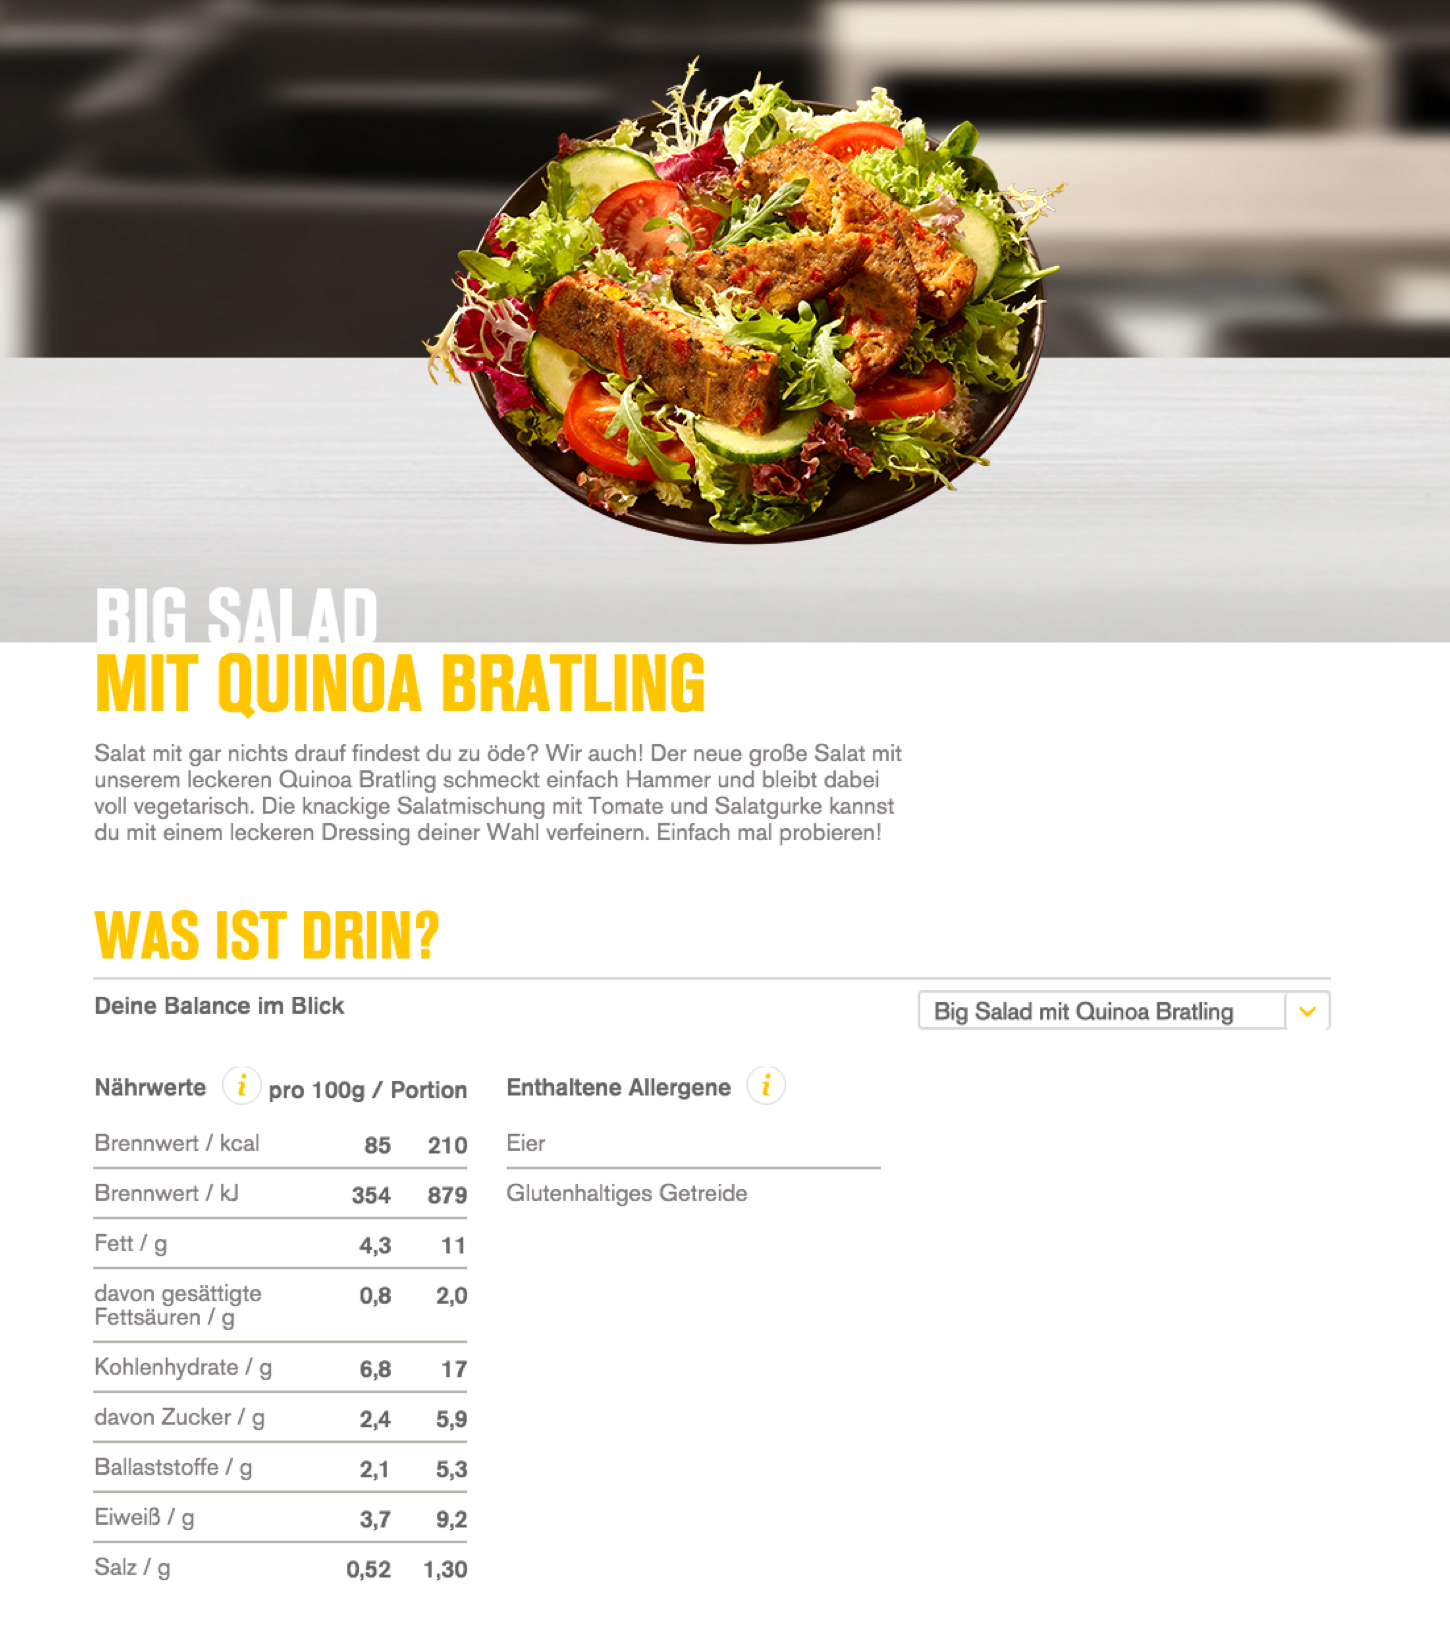 BIG SALAD
MIT QUINOA BRATLING
Salat mit gar nichts drauf findest du zu öde? Wir auch! Der neue große Salat mit
unserem leckeren Quinoa Bratling schmeckt einfach Hammer und bleibt dabei
voll vegetarisch. Die knackige Salatmischung mit Tomate und Salatgurke kannst
du mit einem leckeren Dressing deiner Wahl verfeinern. Einfach mal probieren!
WAS IST DRIN?
Deine Balance im Blick
Big Salad mit Quinoa Bratling
Nährwerte i pro 100g / Portion
Brennwert / kcal 85 210
Brennwert / kJ 354 879
Fett / g 4,3 11
davon gesättigte
Fettsäuren / g 0,8 2,0
Kohlenhydrate / g 6,8 17
davon Zucker / g 2,4 5,9
Ballaststoffe / g 2,1 5,3
Eiweiß / g 3,7 9,2
Salz / g 0,52 1,30
Enthaltene Allergene i
Eier
Glutenhaltiges Getreide